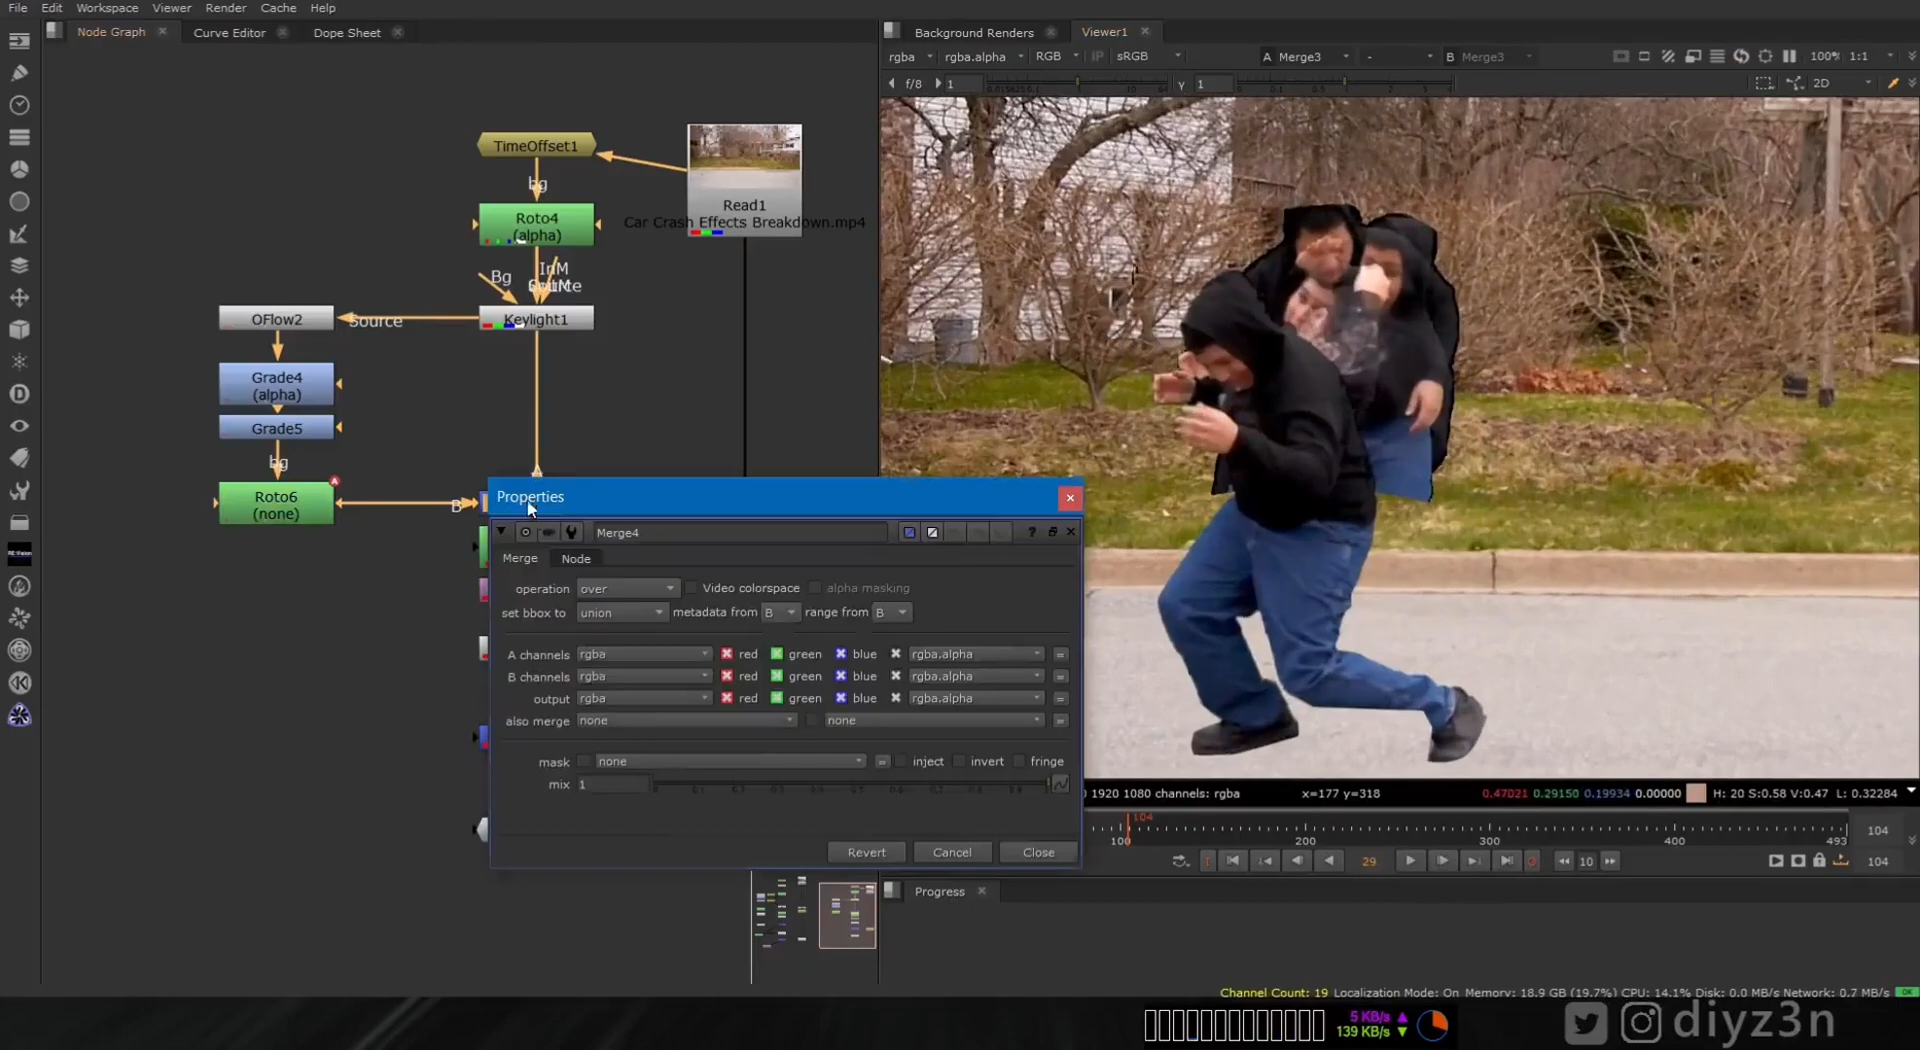 File Edit Workspace Viewer Render Cache Help
Node Graph Curve Editor Dope Sheet
Background Renders Viewer1
rgba rgba.alpha RGB IP sRGB A Merge3 - B Merge3 100% 1:1
f/8 1 γ 1 2D
TimeOffset1
bg
Roto4
(alpha)
Read1
Car Crash Effects Breakdown.mp4
Bg
InM
Source
Keylight1
Source
OFlow2
Grade4
(alpha)
Grade5
bg
Roto6
(none)
B
A
Properties
Merge4
Merge Node
operation over Video colorspace alpha masking
set bbox to union metadata from B range from B
A channels rgba red green blue rgba.alpha =
B channels rgba red green blue rgba.alpha =
output rgba red green blue rgba.alpha =
also merge none none =
mask none = inject invert fringe
mix 1
Revert Cancel Close
1920 1080 channels: rgba x=177 y=318 0.47021 0.29150 0.19934 0.00000 H: 20 S:0.58 V:0.47 L: 0.32284
104
100 200 300 400 493 104
29 10 104
Progress
Channel Count: 19 Localization Mode: On Memory: 18.9 GB (19.7%) CPU: 14.1% Disk: 0.0 MB/s Network: 0.7 MB/s
5 KB/s
139 KB/s
diyz3n